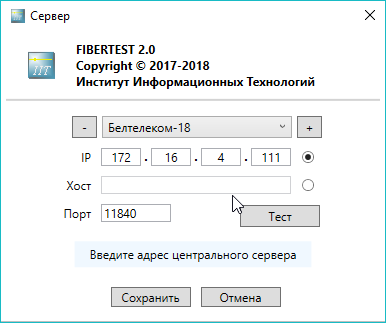 Сервер
FIBERTEST 2.0
Copyright © 2017-2018
Институт Информационных Технологий
ІІТ
- Белтелеком-18 +
IP 172 . 16 . 4 . 111
Хост
Порт 11840 Тест
Введите адрес центрального сервера
Сохранить Отмена